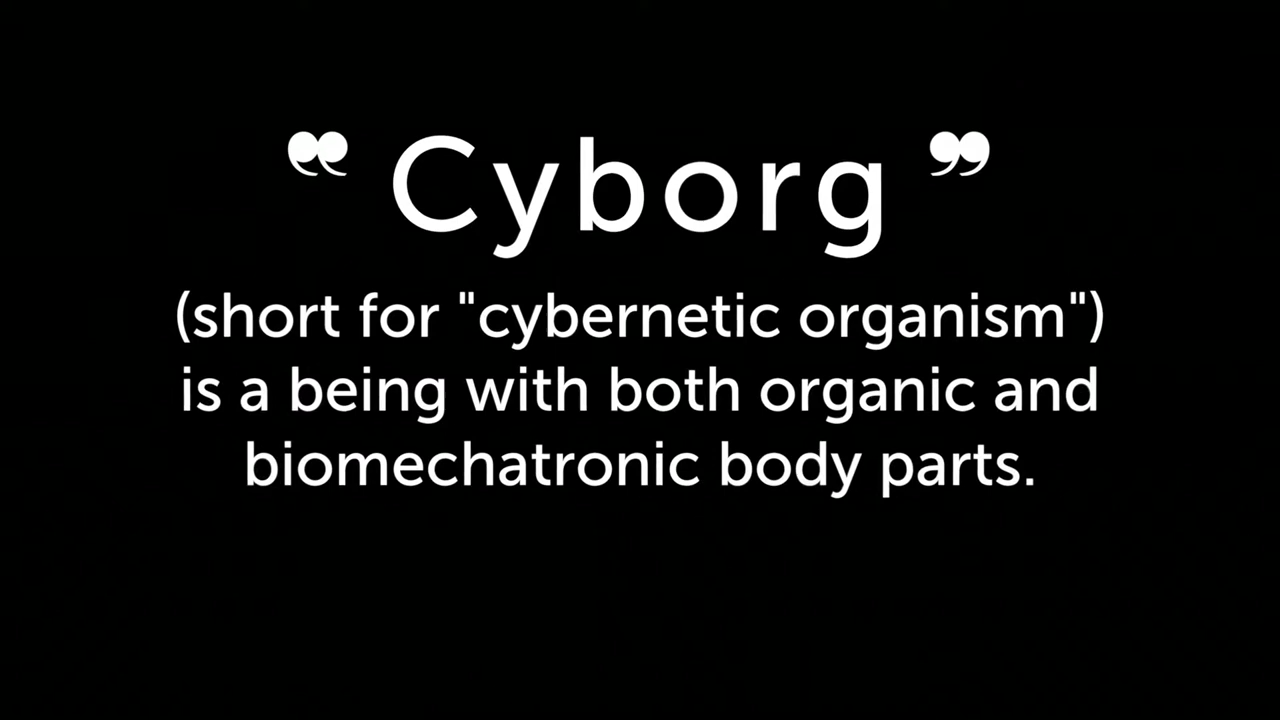 “ Cyborg ”
(short for "cybernetic organism")
is a being with both organic and
biomechatronic body parts.